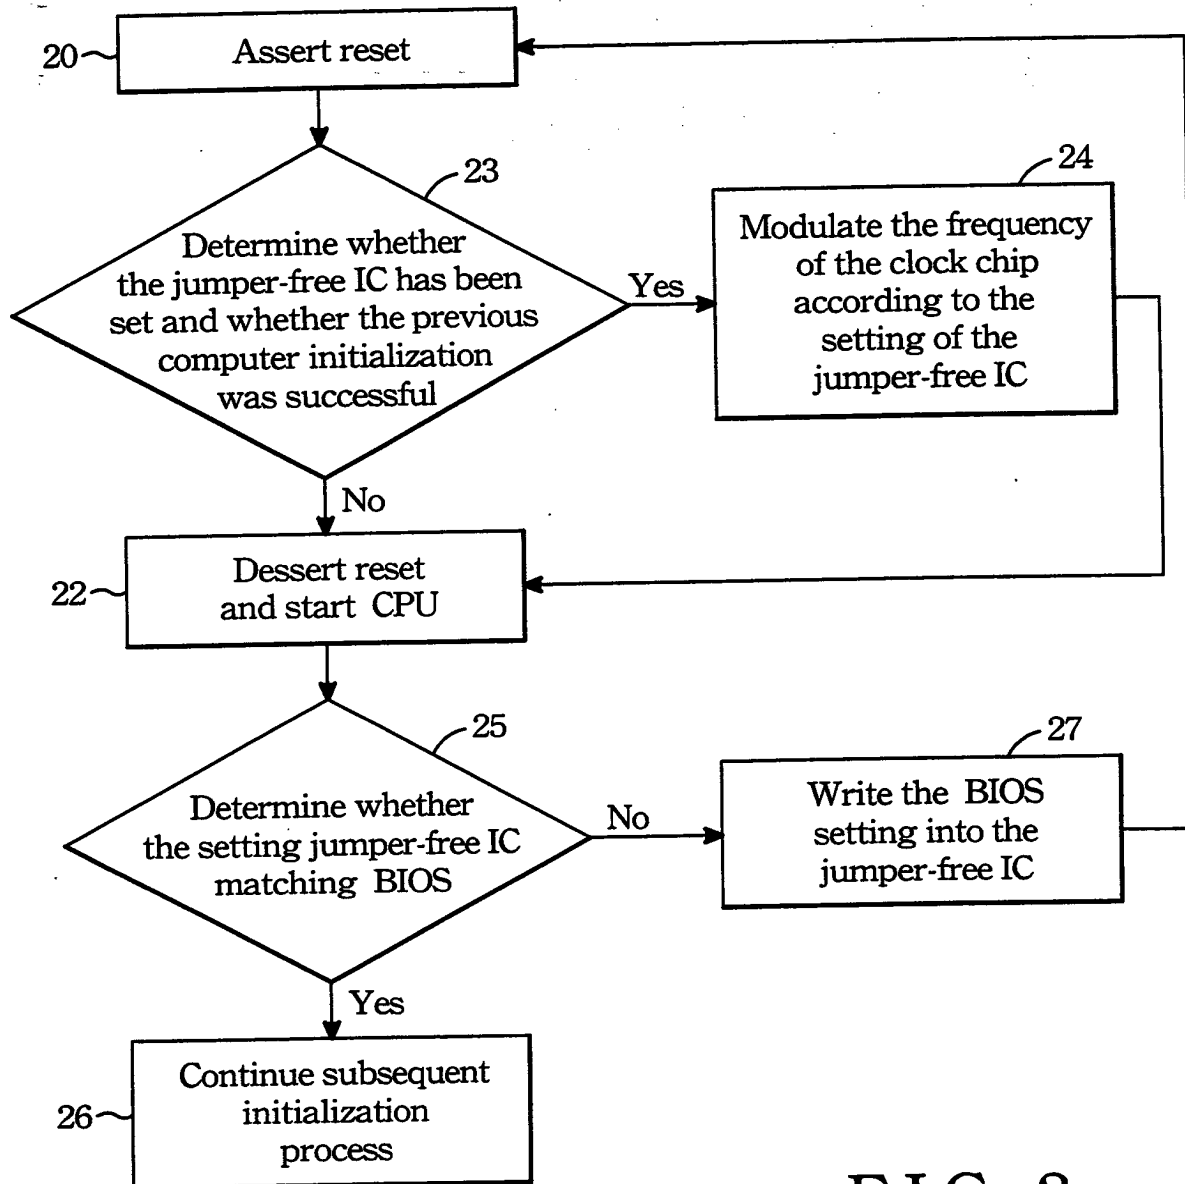 20
Assert reset
23
Determine whether
the jumper-free IC has been
set and whether the previous
computer initialization
was successful
Yes
24
Modulate the frequency
of the clock chip
according to the
setting of the
jumper-free IC
No
22
Dessert reset
and start CPU
25
Determine whether
the setting jumper-free IC
matching BIOS
No
27
Write the BIOS
setting into the
jumper-free IC
Yes
26
Continue subsequent
initialization
process